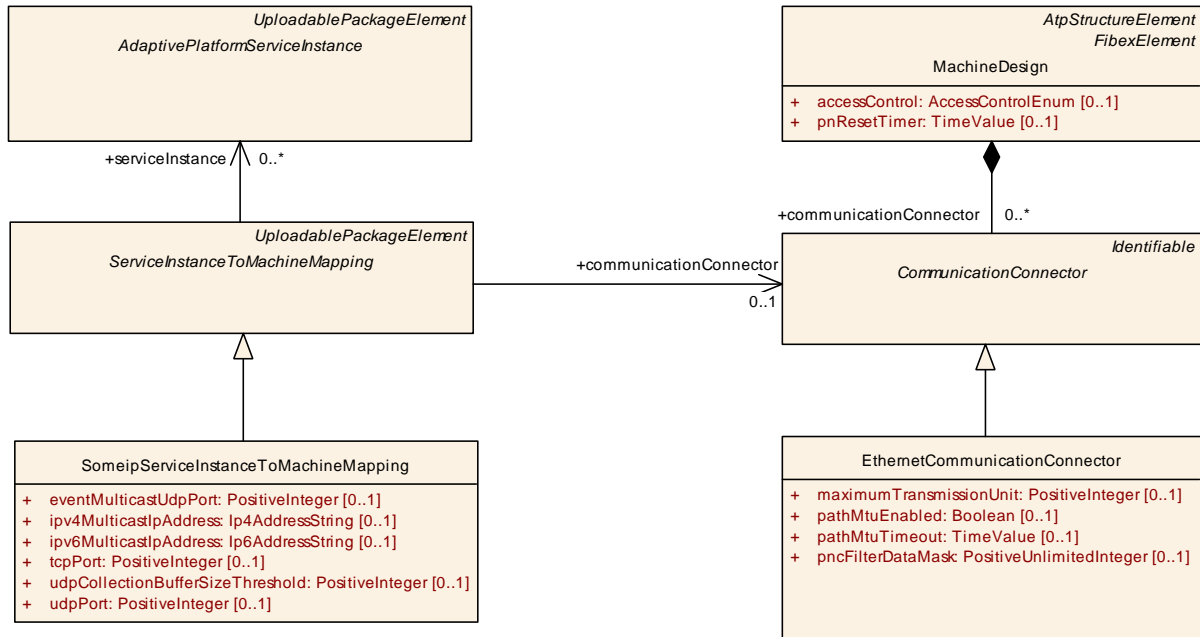 UploadablePackageElement
AdaptivePlatformServiceInstance
AtpStructureElement
FibexElement
MachineDesign
+ accessControl: AccessControlEnum [0..1]
+ pnResetTimer: TimeValue [0..1]
+serviceInstance 0..*
+communicationConnector 0..*
UploadablePackageElement
ServiceInstanceToMachineMapping
+communicationConnector
0..1
Identifiable
CommunicationConnector
SomeipServiceInstanceToMachineMapping
+ eventMulticastUdpPort: PositiveInteger [0..1]
+ ipv4MulticastIpAddress: Ip4AddressString [0..1]
+ ipv6MulticastIpAddress: Ip6AddressString [0..1]
+ tcpPort: PositiveInteger [0..1]
+ udpCollectionBufferSizeThreshold: PositiveInteger [0..1]
+ udpPort: PositiveInteger [0..1]
EthernetCommunicationConnector
+ maximumTransmissionUnit: PositiveInteger [0..1]
+ pathMtuEnabled: Boolean [0..1]
+ pathMtuTimeout: TimeValue [0..1]
+ pncFilterDataMask: PositiveUnlimitedInteger [0..1]